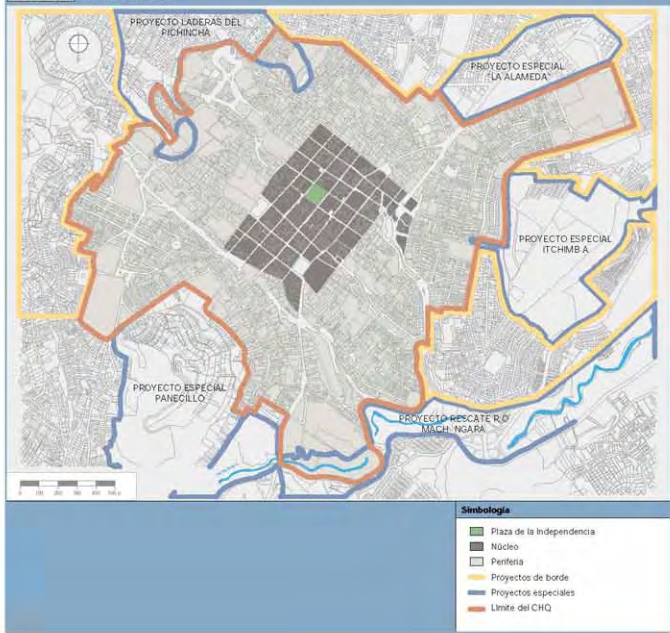 PROYECTO LADERAS DEL
PICHINCHA
PROYECTO ESPECIAL
"LA ALAMEDA"
PROYECTO ESPECIAL
ITCHIMB A
PROYECTO ESPECIAL
PANECILLO
PROYECTO RESCATE R O
MACH NGARA
0 100 200 300 400 500 m
Simbología
Plaza de la Independencia
Núcleo
Periferia
Proyectos de borde
Proyectos especiales
Límite del CHQ